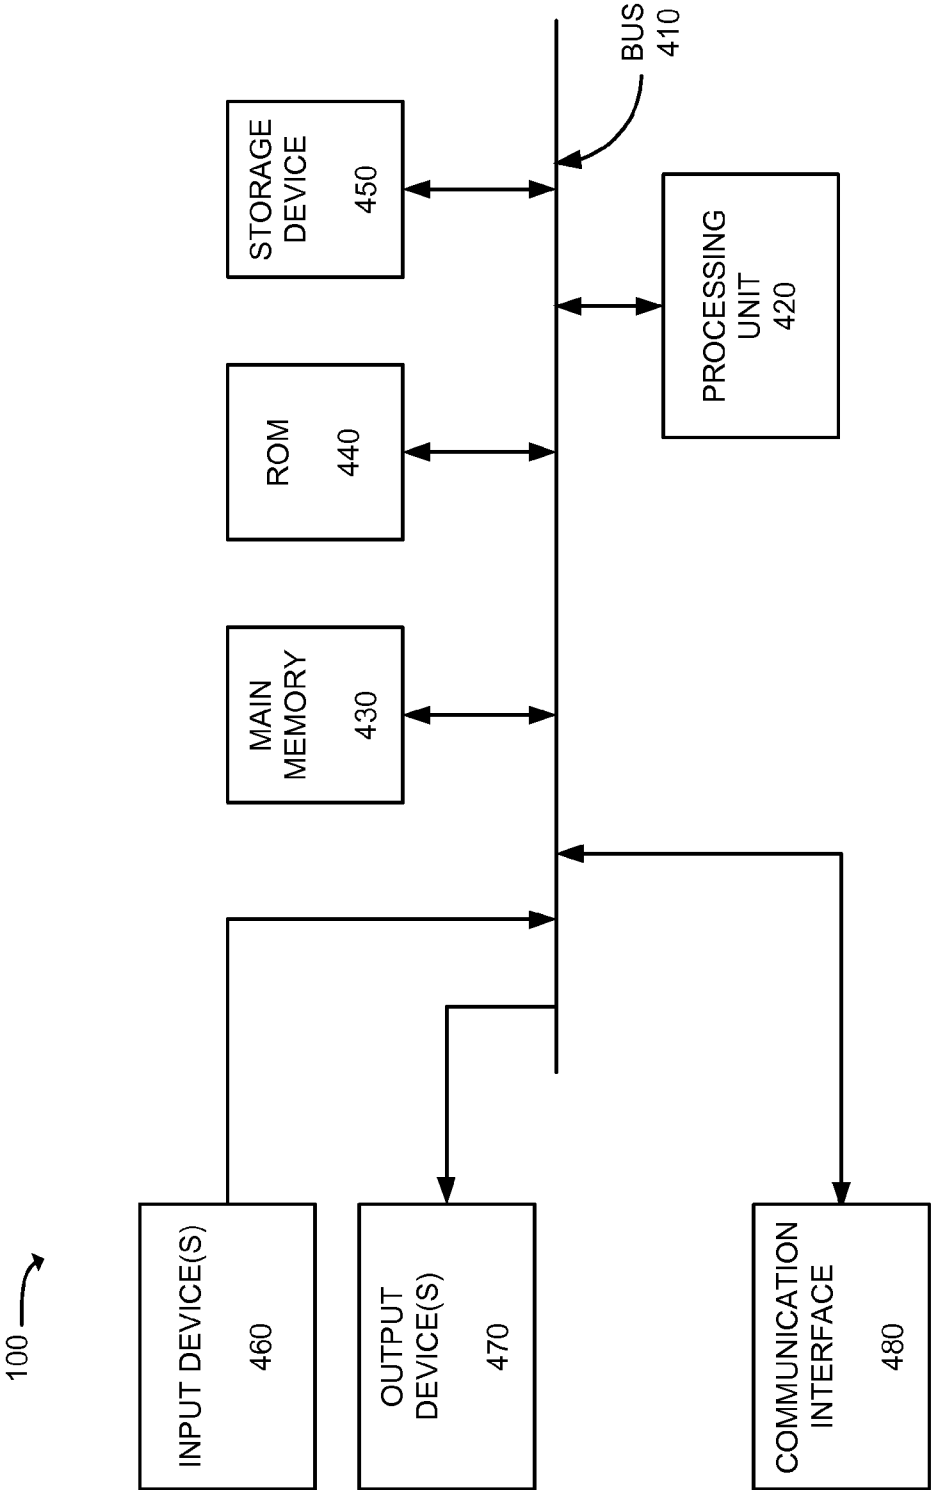 100
INPUT DEVICE(S)
460
MAIN
MEMORY
430
ROM
440
STORAGE
DEVICE
450
OUTPUT
DEVICE(S)
470
BUS
410
PROCESSING
UNIT
420
COMMUNICATION
INTERFACE
480